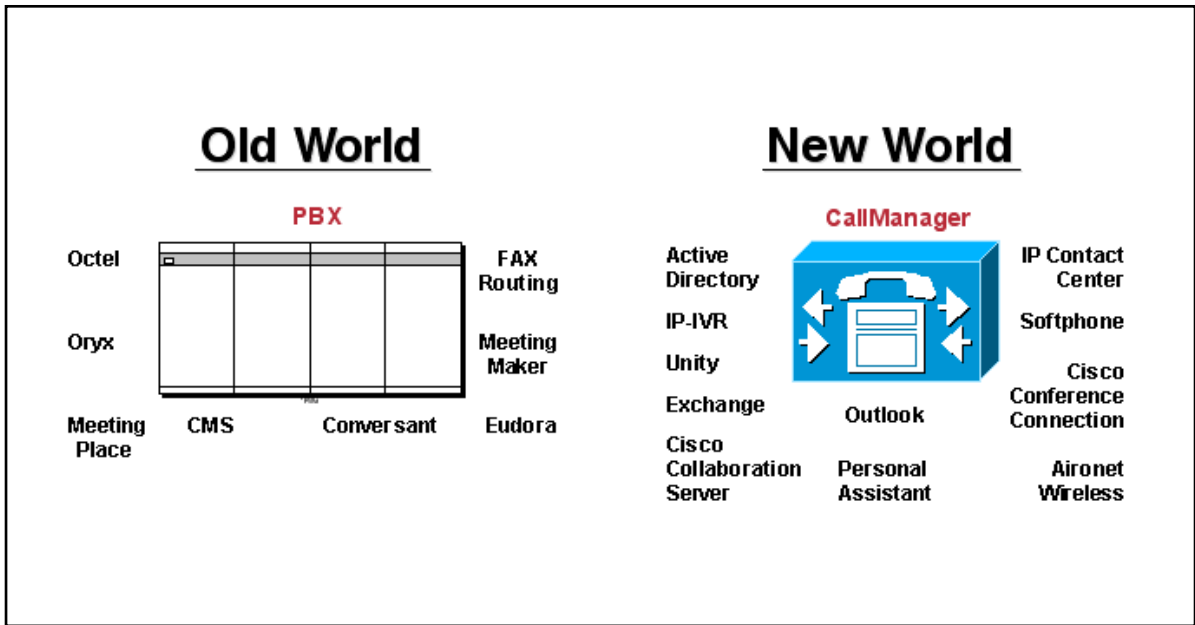 Old World
PBX
Octel
FAX
Routing
Oryx
Meeting
Maker
Meeting
Place
CMS
Conversant
Eudora
New World
CallManager
Active
Directory
IP-IVR
Unity
Exchange
Cisco
Collaboration
Server
Outlook
Personal
Assistant
IP Contact
Center
Softphone
Cisco
Conference
Connection
Aironet
Wireless